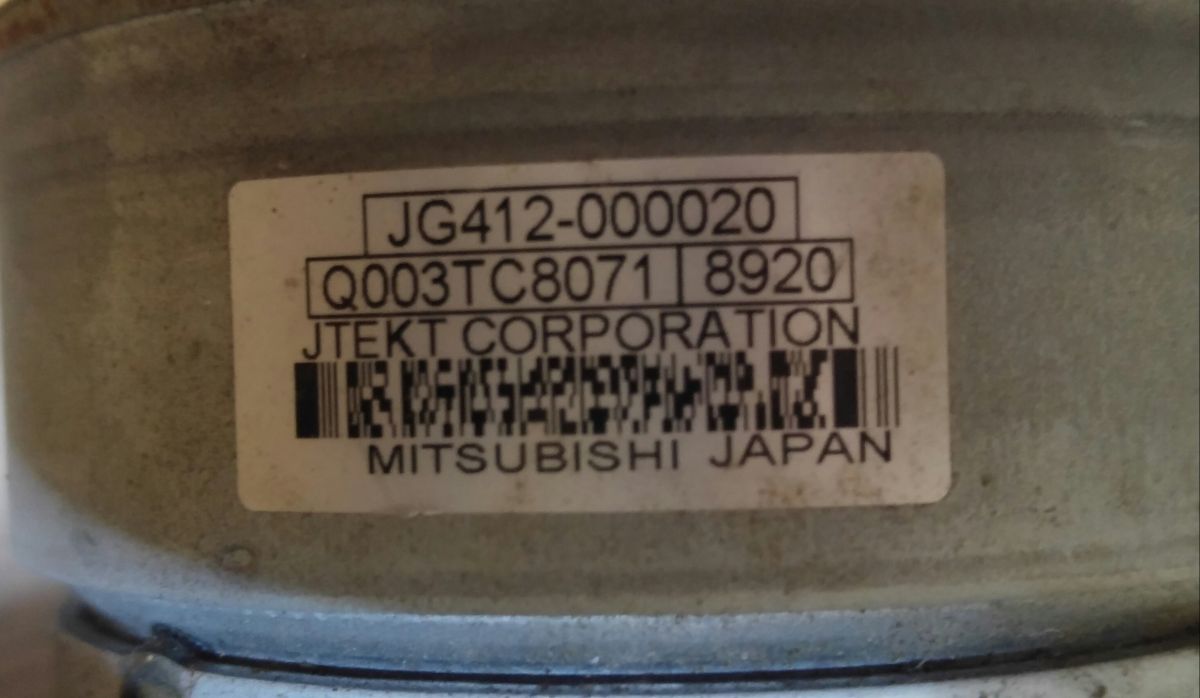 JG412-000020
Q003TC8071 8920
JTEKT CORPORATION
MITSUBISHI JAPAN